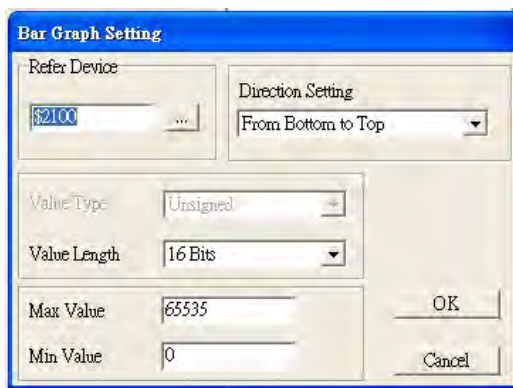 Bar Graph Setting
Refer Device
$2100
...
Direction Setting
From Bottom to Top
Value Type
Unsigned
Value Length
16 Bits
Max Value
65535
Min Value
0
OK
Cancel